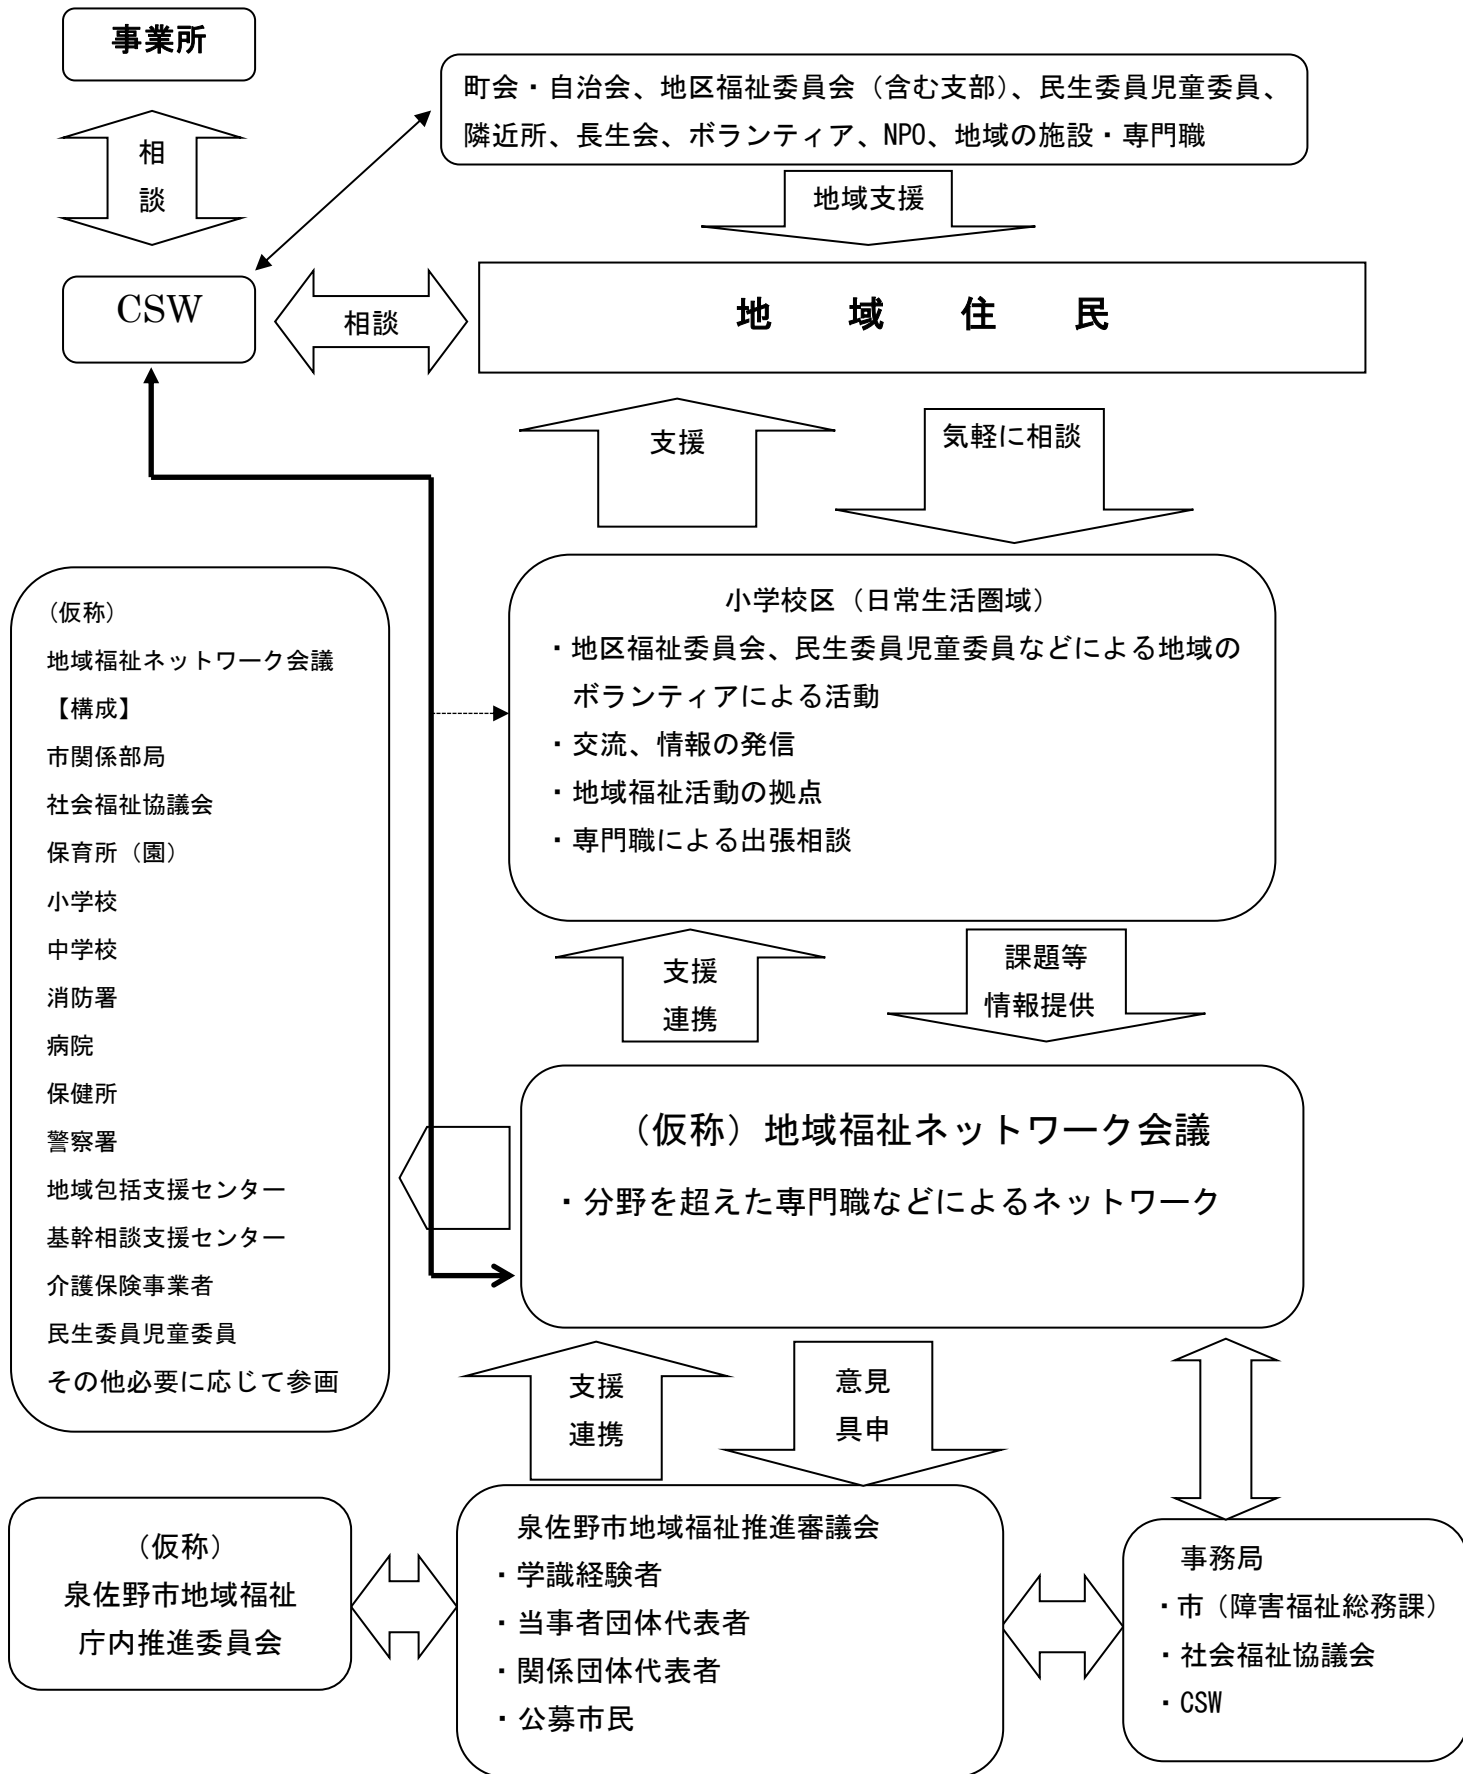 事業所
町会・自治会、地区福祉委員会（含む支部）、民生委員児童委員、
隣近所、長生会、ボランティア、NPO、地域の施設・専門職
相
談
地域支援
CSW
相談
地　域　住　民
支援
気軽に相談
（仮称）
地域福祉ネットワーク会議
【構成】
市関係部局
社会福祉協議会
保育所（園）
小学校
中学校
消防署
病院
保健所
警察署
地域包括支援センター
基幹相談支援センター
介護保険事業者
民生委員児童委員
その他必要に応じて参画
小学校区（日常生活圏域）
・地区福祉委員会、民生委員児童委員などによる地域の
ボランティアによる活動
・交流、情報の発信
・地域福祉活動の拠点
・専門職による出張相談
支援
連携
課題等
情報提供
（仮称）地域福祉ネットワーク会議
・分野を超えた専門職などによるネットワーク
支援
連携
意見
具申
（仮称）
泉佐野市地域福祉
庁内推進委員会
泉佐野市地域福祉推進審議会
・学識経験者
・当事者団体代表者
・関係団体代表者
・公募市民
事務局
・市（障害福祉総務課）
・社会福祉協議会
・CSW